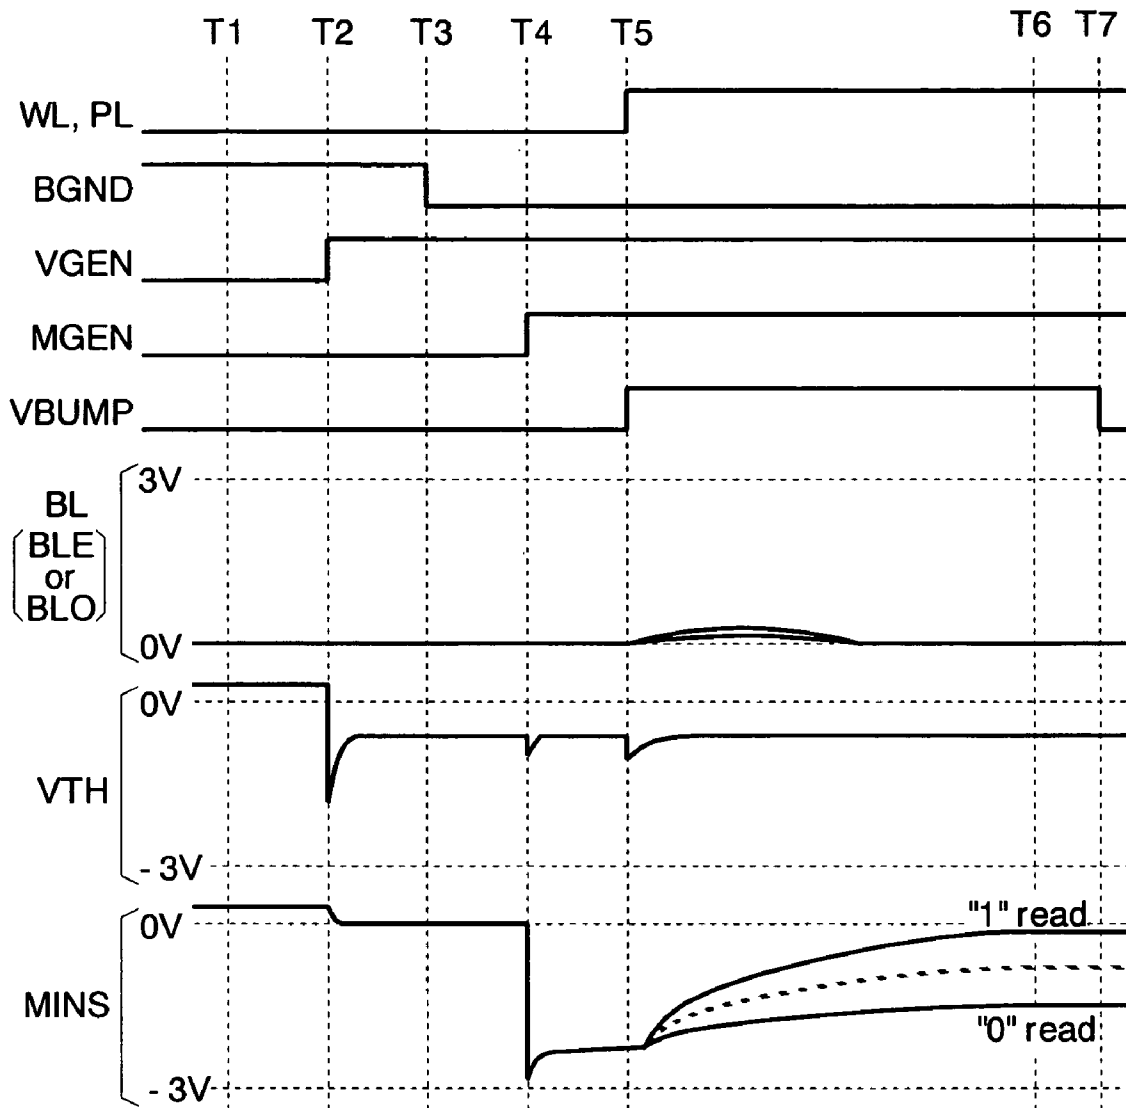 T1 T2 T3 T4 T5 T6 T7
WL, PL
BGND
VGEN
MGEN
VBUMP
3V
BL
BLE
or
BLO
0V
0V
VTH
- 3V
"1" read
0V
MINS
"0" read
- 3V